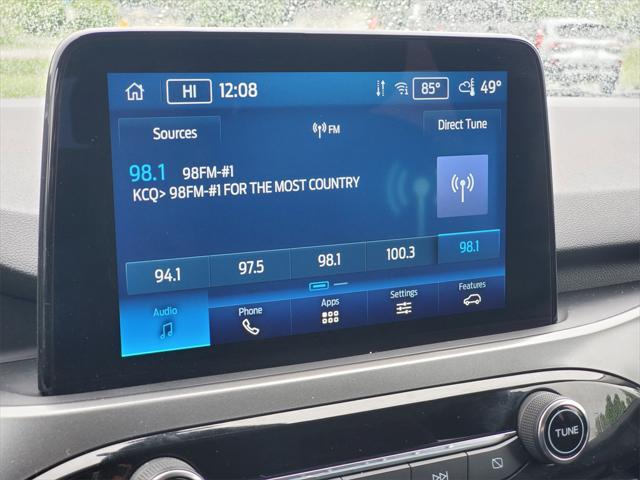 HI 12:08 85° 49°
Sources FM Direct Tune
98.1 98FM-#1
KCQ> 98FM-#1 FOR THE MOST COUNTRY
94.1 97.5 98.1 100.3 98.1
Audio Phone Apps Settings Features
TUNE